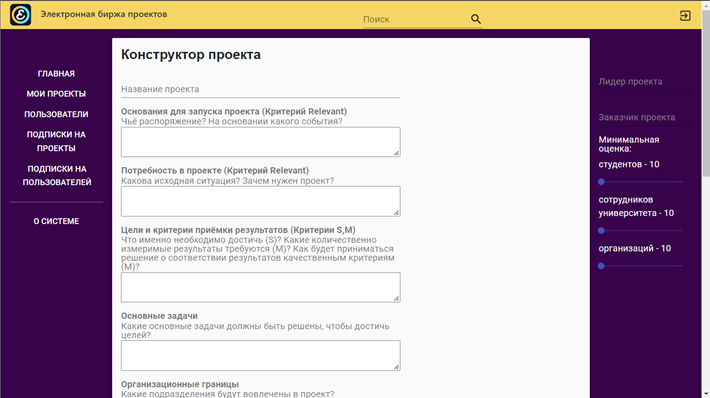 Электронная биржа проектов
Поиск
ГЛАВНАЯ
МОИ ПРОЕКТЫ
ПОЛЬЗОВАТЕЛИ
ПОДПИСКИ НА
ПРОЕКТЫ
ПОДПИСКИ НА
ПОЛЬЗОВАТЕЛЕЙ
О СИСТЕМЕ
Конструктор проекта
Название проекта
Основания для запуска проекта (Критерий Relevant)
Чьё распоряжение? На основании какого события?
Потребность в проекте (Критерий Relevant)
Какова исходная ситуация? Зачем нужен проект?
Цели и критерии приёмки результатов (Критерии S,M)
Что именно необходимо достичь (S)? Какие количественно
измеримые результаты требуются (М)? Как будет приниматься
решение о соответствии результатов качественным критериям
(М)?
Основные задачи
Какие основные задачи должны быть решены, чтобы достичь
целей?
Организационные границы
Какие подразделения будут вовлечены в проект?
Лидер проекта
Заказчик проекта
Минимальная
оценка:
студентов - 10
сотрудников
университета - 10
организаций - 10